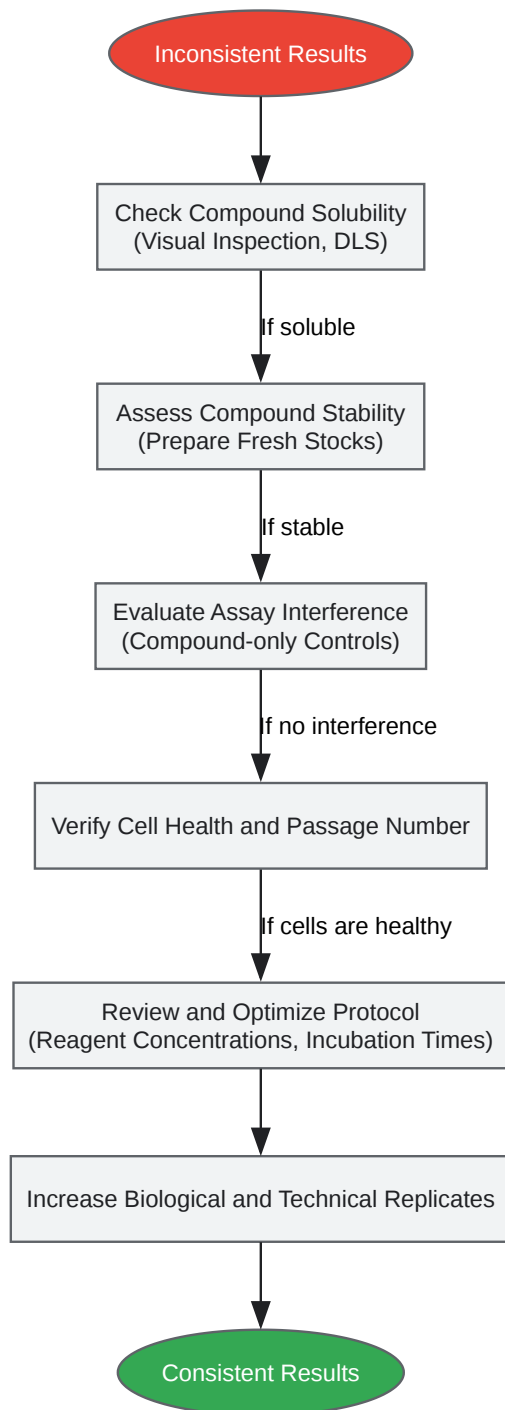 Inconsistent Results
Check Compound Solubility
(Visual Inspection, DLS)
If soluble
Assess Compound Stability
(Prepare Fresh Stocks)
If stable
Evaluate Assay Interference
(Compound-only Controls)
If no interference
Verify Cell Health and Passage Number
If cells are healthy
Review and Optimize Protocol
(Reagent Concentrations, Incubation Times)
Increase Biological and Technical Replicates
Consistent Results